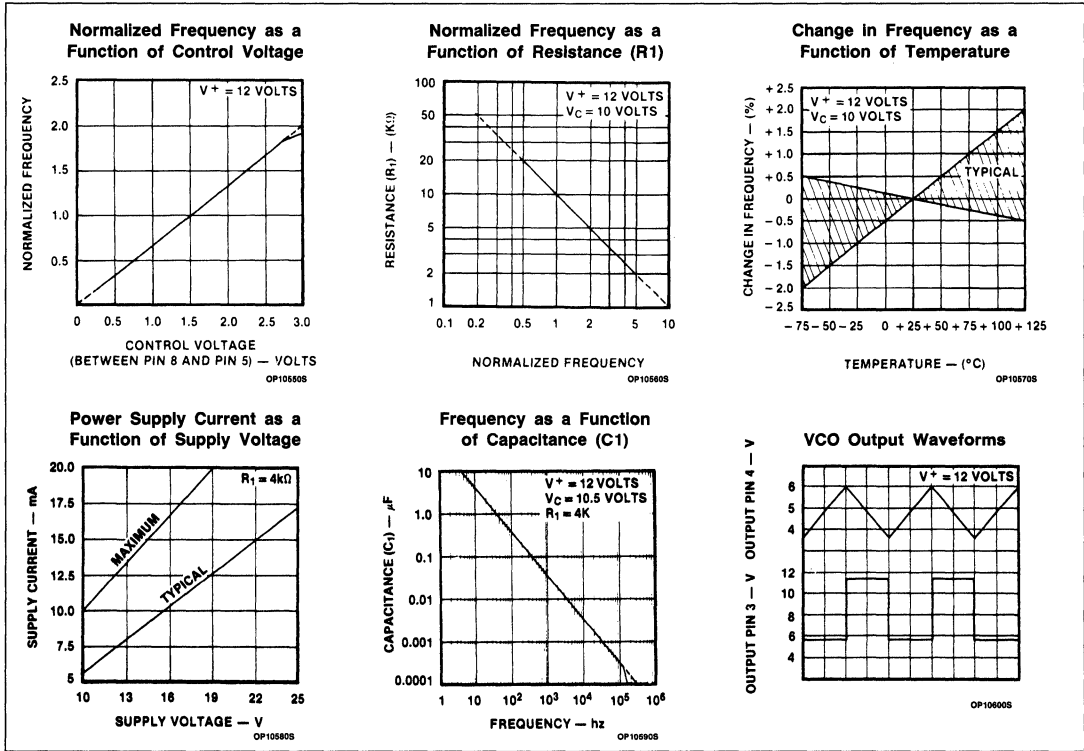 Normalized Frequency as a
Function of Control Voltage
NORMALIZED FREQUENCY
2.5
2.0
1.5
1.0
0.5
V+ = 12 VOLTS
0 0.5 1.0 1.5 2.0 2.5 3.0
CONTROL VOLTAGE
(BETWEEN PIN 8 AND PIN 5) — VOLTS
OP10550S
Normalized Frequency as a
Function of Resistance (R1)
RESISTANCE (R1) — (KΩ)
100
50
20
10
5
2
1
V+ = 12 VOLTS
VC = 10 VOLTS
0.1 0.2 0.5 1 2 5 10
NORMALIZED FREQUENCY
OP10560S
Change in Frequency as a
Function of Temperature
CHANGE IN FREQUENCY — (%)
+ 2.5
+ 2.0
+ 1.5
+ 1.0
+ 0.5
0
− 0.5
− 1.0
− 1.5
− 2.0
− 2.5
V+ = 12 VOLTS
VC = 10 VOLTS
TYPICAL
− 75 − 50 − 25 0 + 25 + 50 + 75 + 100 + 125
TEMPERATURE — (°C)
OP10570S
Power Supply Current as a
Function of Supply Voltage
SUPPLY CURRENT — mA
20.0
17.5
15.0
12.5
10.0
7.5
5
R1 = 4kΩ
MAXIMUM
TYPICAL
10 13 16 19 22 25
SUPPLY VOLTAGE — V
OP10580S
Frequency as a Function
of Capacitance (C1)
CAPACITANCE (C1) — µF
10
1.0
0.1
0.01
0.001
0.0001
V+ = 12 VOLTS
VC = 10.5 VOLTS
R1 = 4K
1 10 10² 10³ 10⁴ 10⁵ 10⁶
FREQUENCY — hz
OP10590S
VCO Output Waveforms
OUTPUT PIN 3 — V OUTPUT PIN 4 — V
V+ = 12 VOLTS
6
5
4
12
10
8
6
4
OP10600S